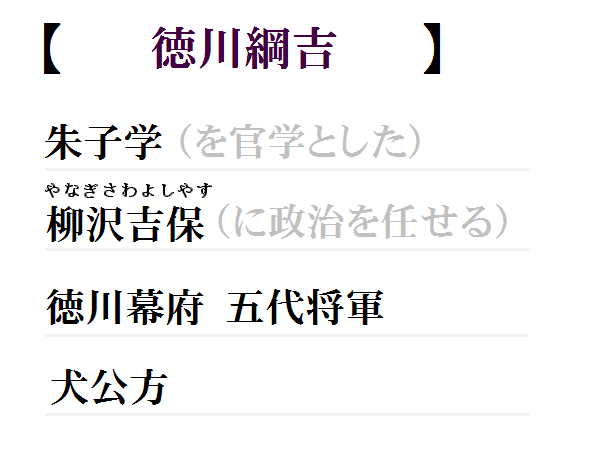 【 徳川綱吉 】
朱子学（を官学とした）
やなぎさわよしやす
柳沢吉保（に政治を任せる）
徳川幕府 五代将軍
犬公方